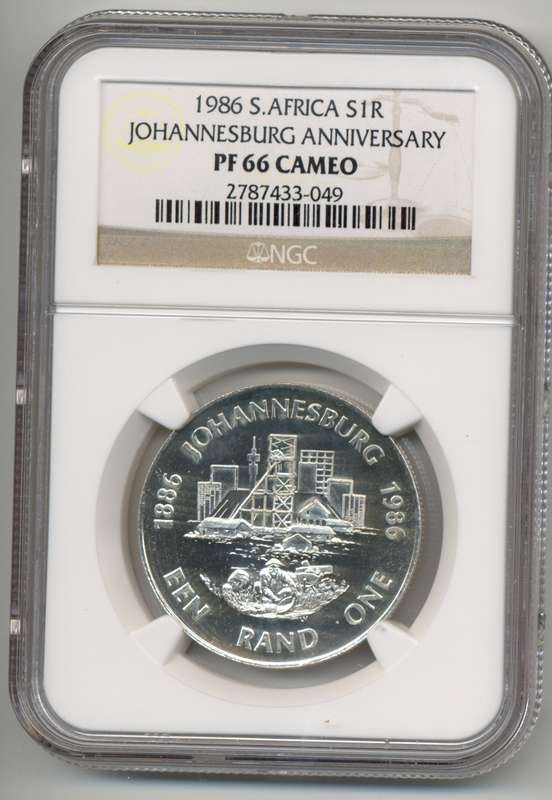 1986 S.AFRICA S1R
JOHANNESBURG ANNIVERSARY
PF 66 CAMEO
2787433-049
NGC
JOHANNESBURG
1886
1986
EEN RAND ONE